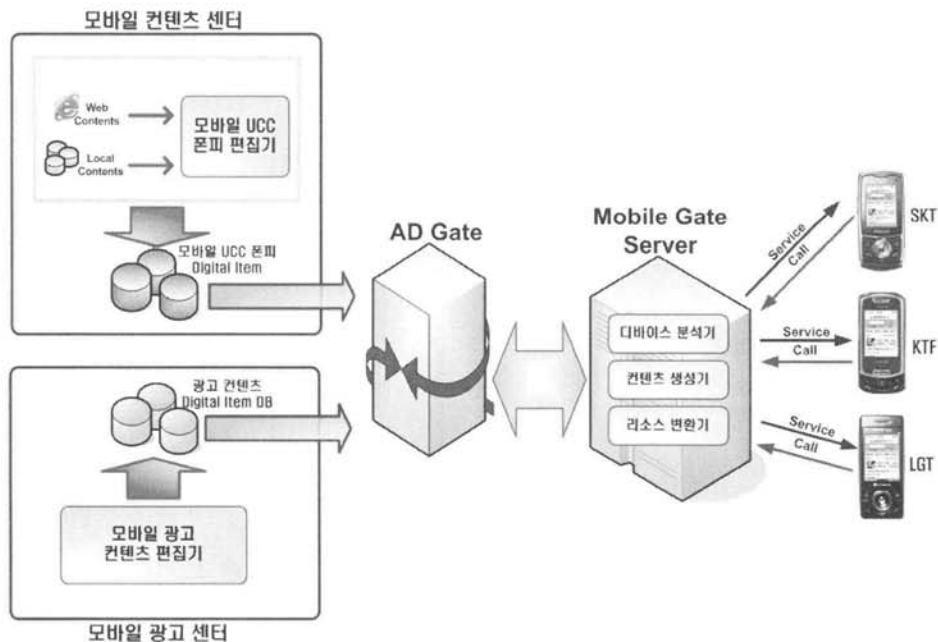 모바일 컨텐츠 센터
Web
Contents
Local
Contents
모바일 UCC
폰피 편집기
모바일 UCC 폰피
Digital Item
광고 컨텐츠
Digital Item DB
모바일 광고
컨텐츠 편집기
모바일 광고 센터
AD Gate
Mobile Gate
Server
디바이스 분석기
컨텐츠 생성기
리소스 변환기
Service
Call
SKT
Service
Call
KTF
Service
Call
LGT